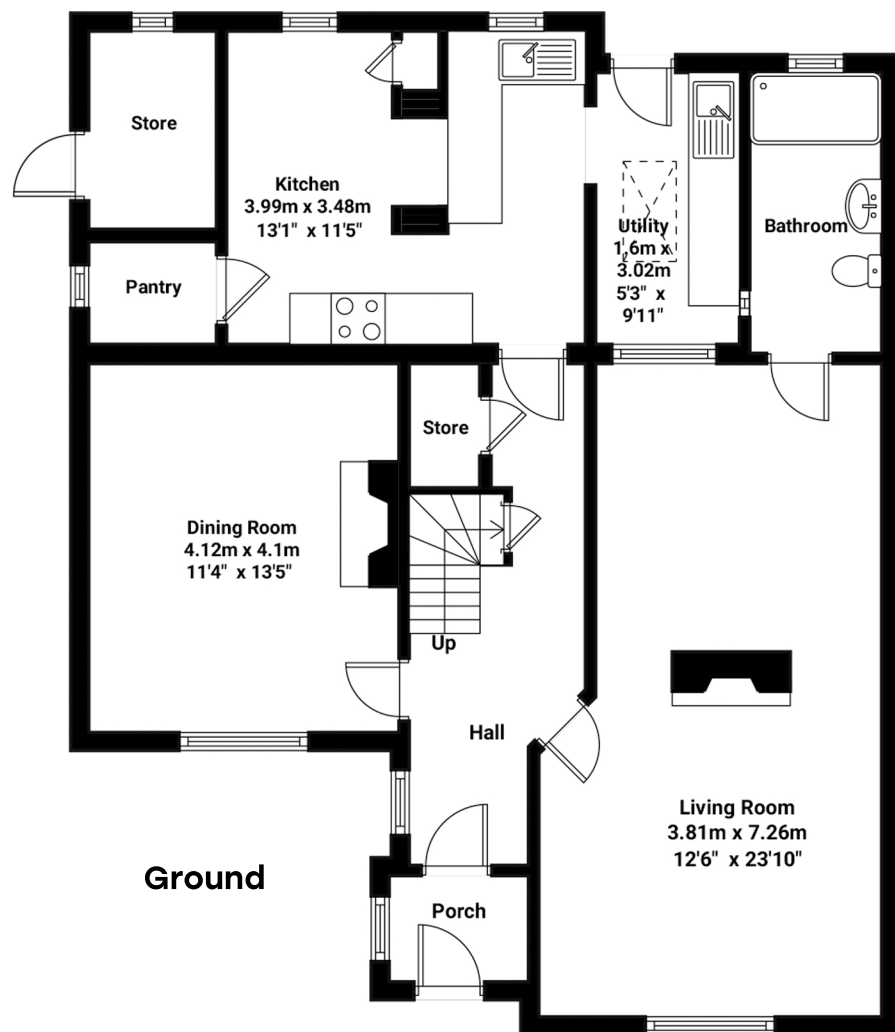 Store
Kitchen
3.99m x 3.48m
13'1" x 11'5"
Utility
1.6m x
3.02m
5'3" x
9'11"
Bathroom
Pantry
Store
Dining Room
4.12m x 4.1m
11'4" x 13'5"
Up
Hall
Living Room
3.81m x 7.26m
12'6" x 23'10"
Ground
Porch